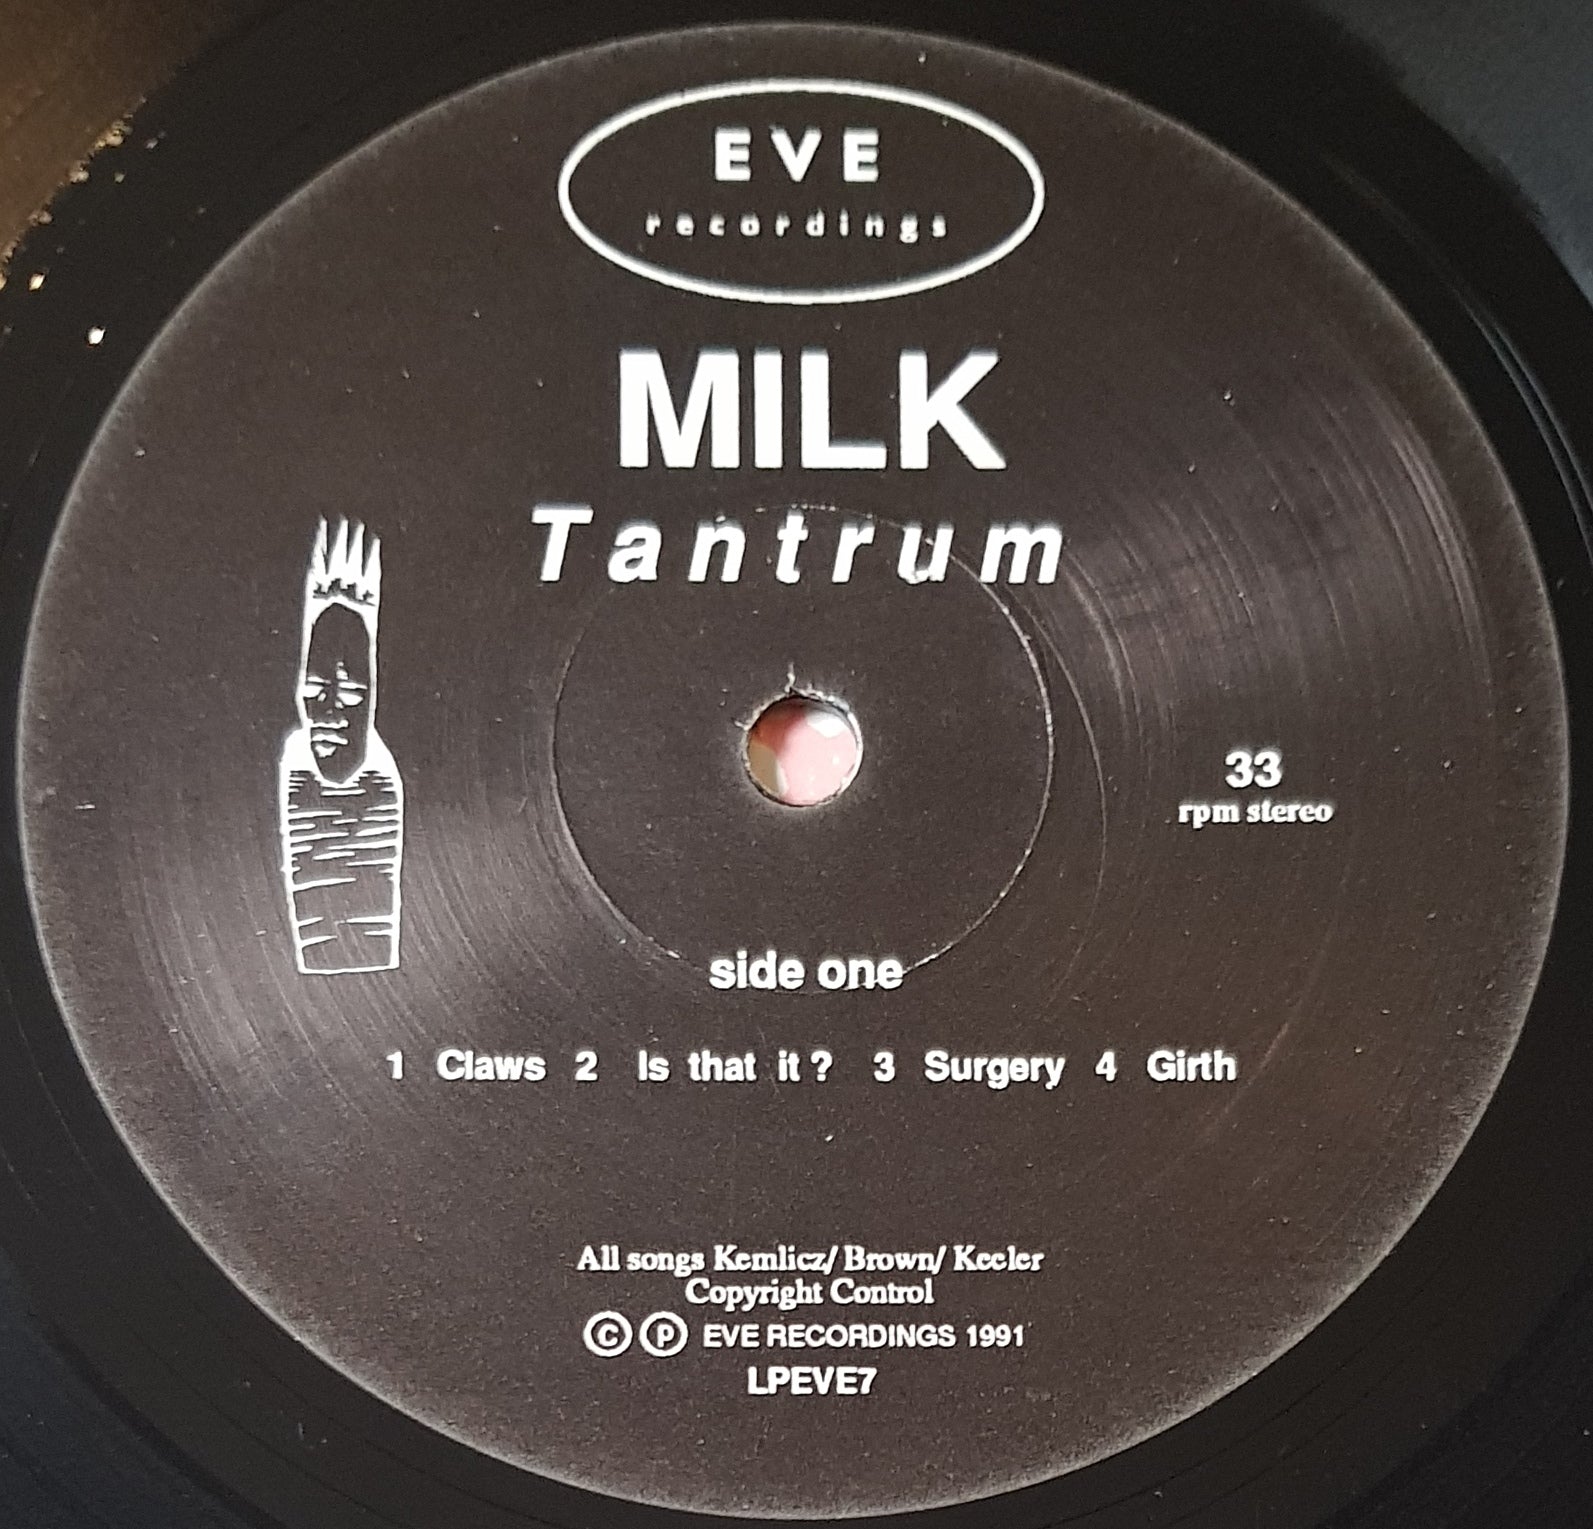 EVE
recordings
MILK
Tantrum
33
rpm stereo
side one
1 Claws 2 Is that it ? 3 Surgery 4 Girth
All songs Kemlicz/ Brown/ Keeler
Copyright Control
© ℗ EVE RECORDINGS 1991
LPEVE7